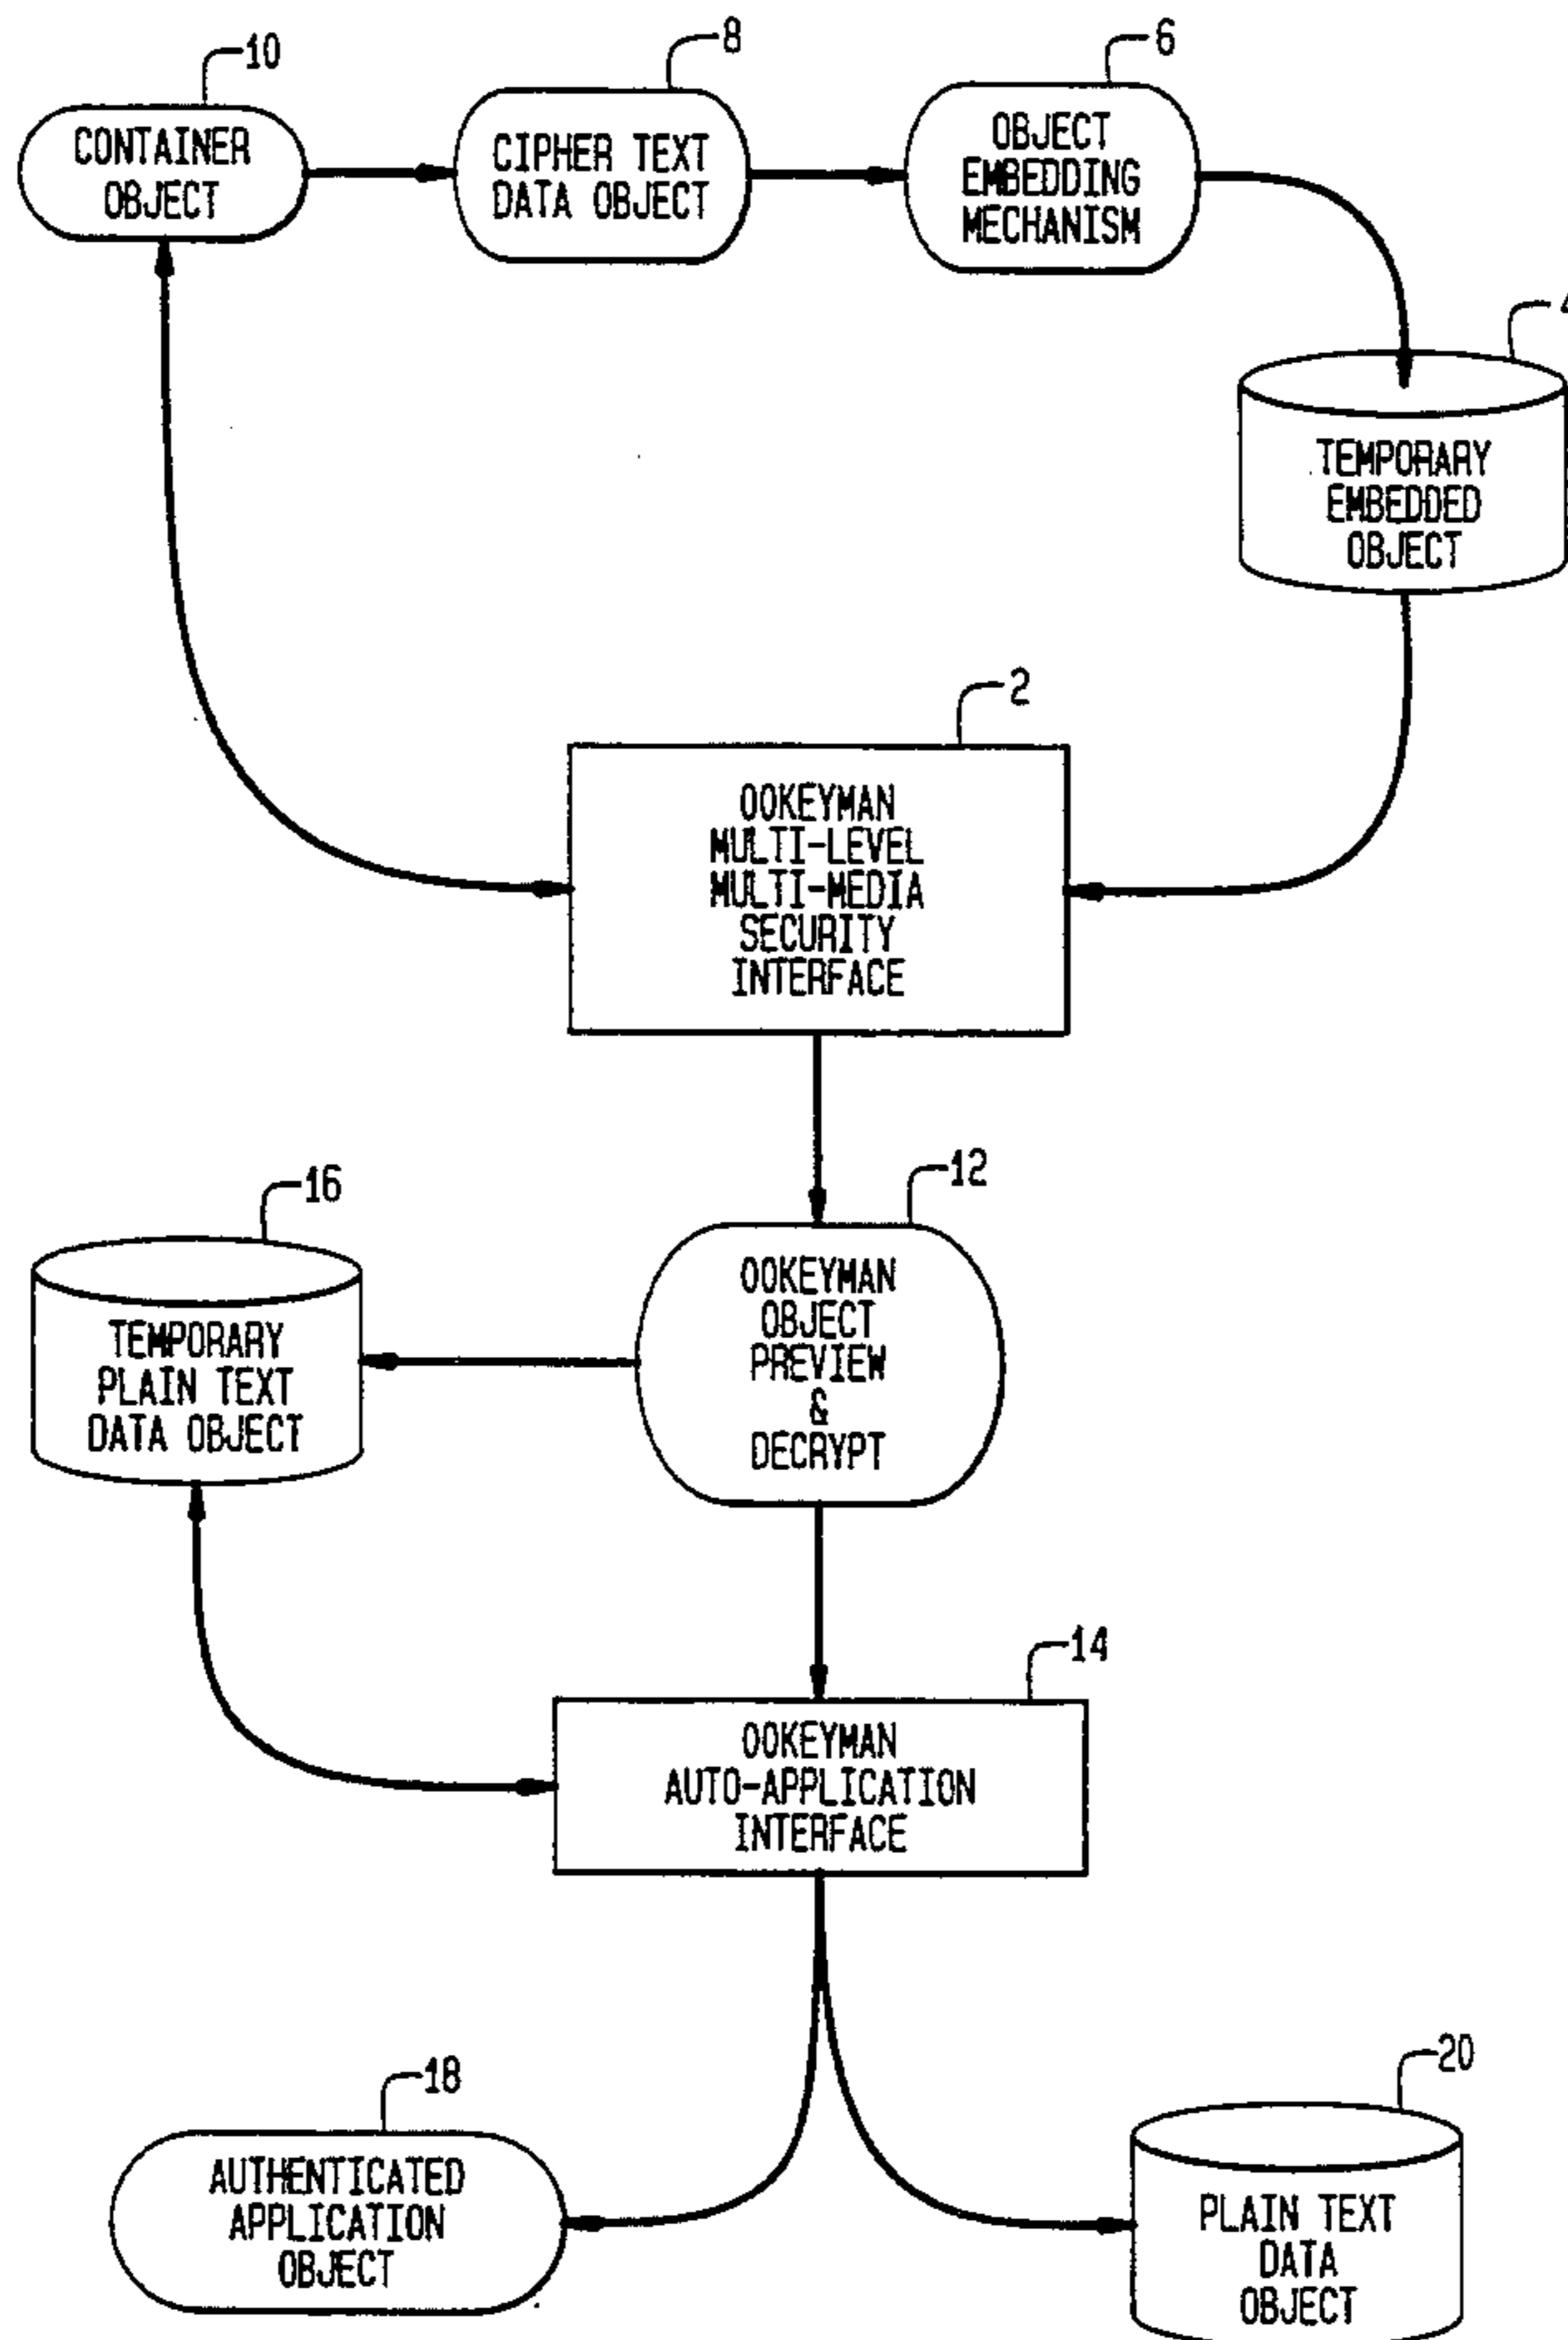 10
CONTAINER
OBJECT
8
CIPHER TEXT
DATA OBJECT
6
OBJECT
EMBEDDING
MECHANISM
4
TEMPORARY
EMBEDDED
OBJECT
2
OOKEYMAN
MULTI-LEVEL
MULTI-MEDIA
SECURITY
INTERFACE
12
OOKEYMAN
OBJECT
PREVIEW
&
DECRYPT
16
TEMPORARY
PLAIN TEXT
DATA OBJECT
14
OOKEYMAN
AUTO-APPLICATION
INTERFACE
18
AUTHENTICATED
APPLICATION
OBJECT
20
PLAIN TEXT
DATA
OBJECT